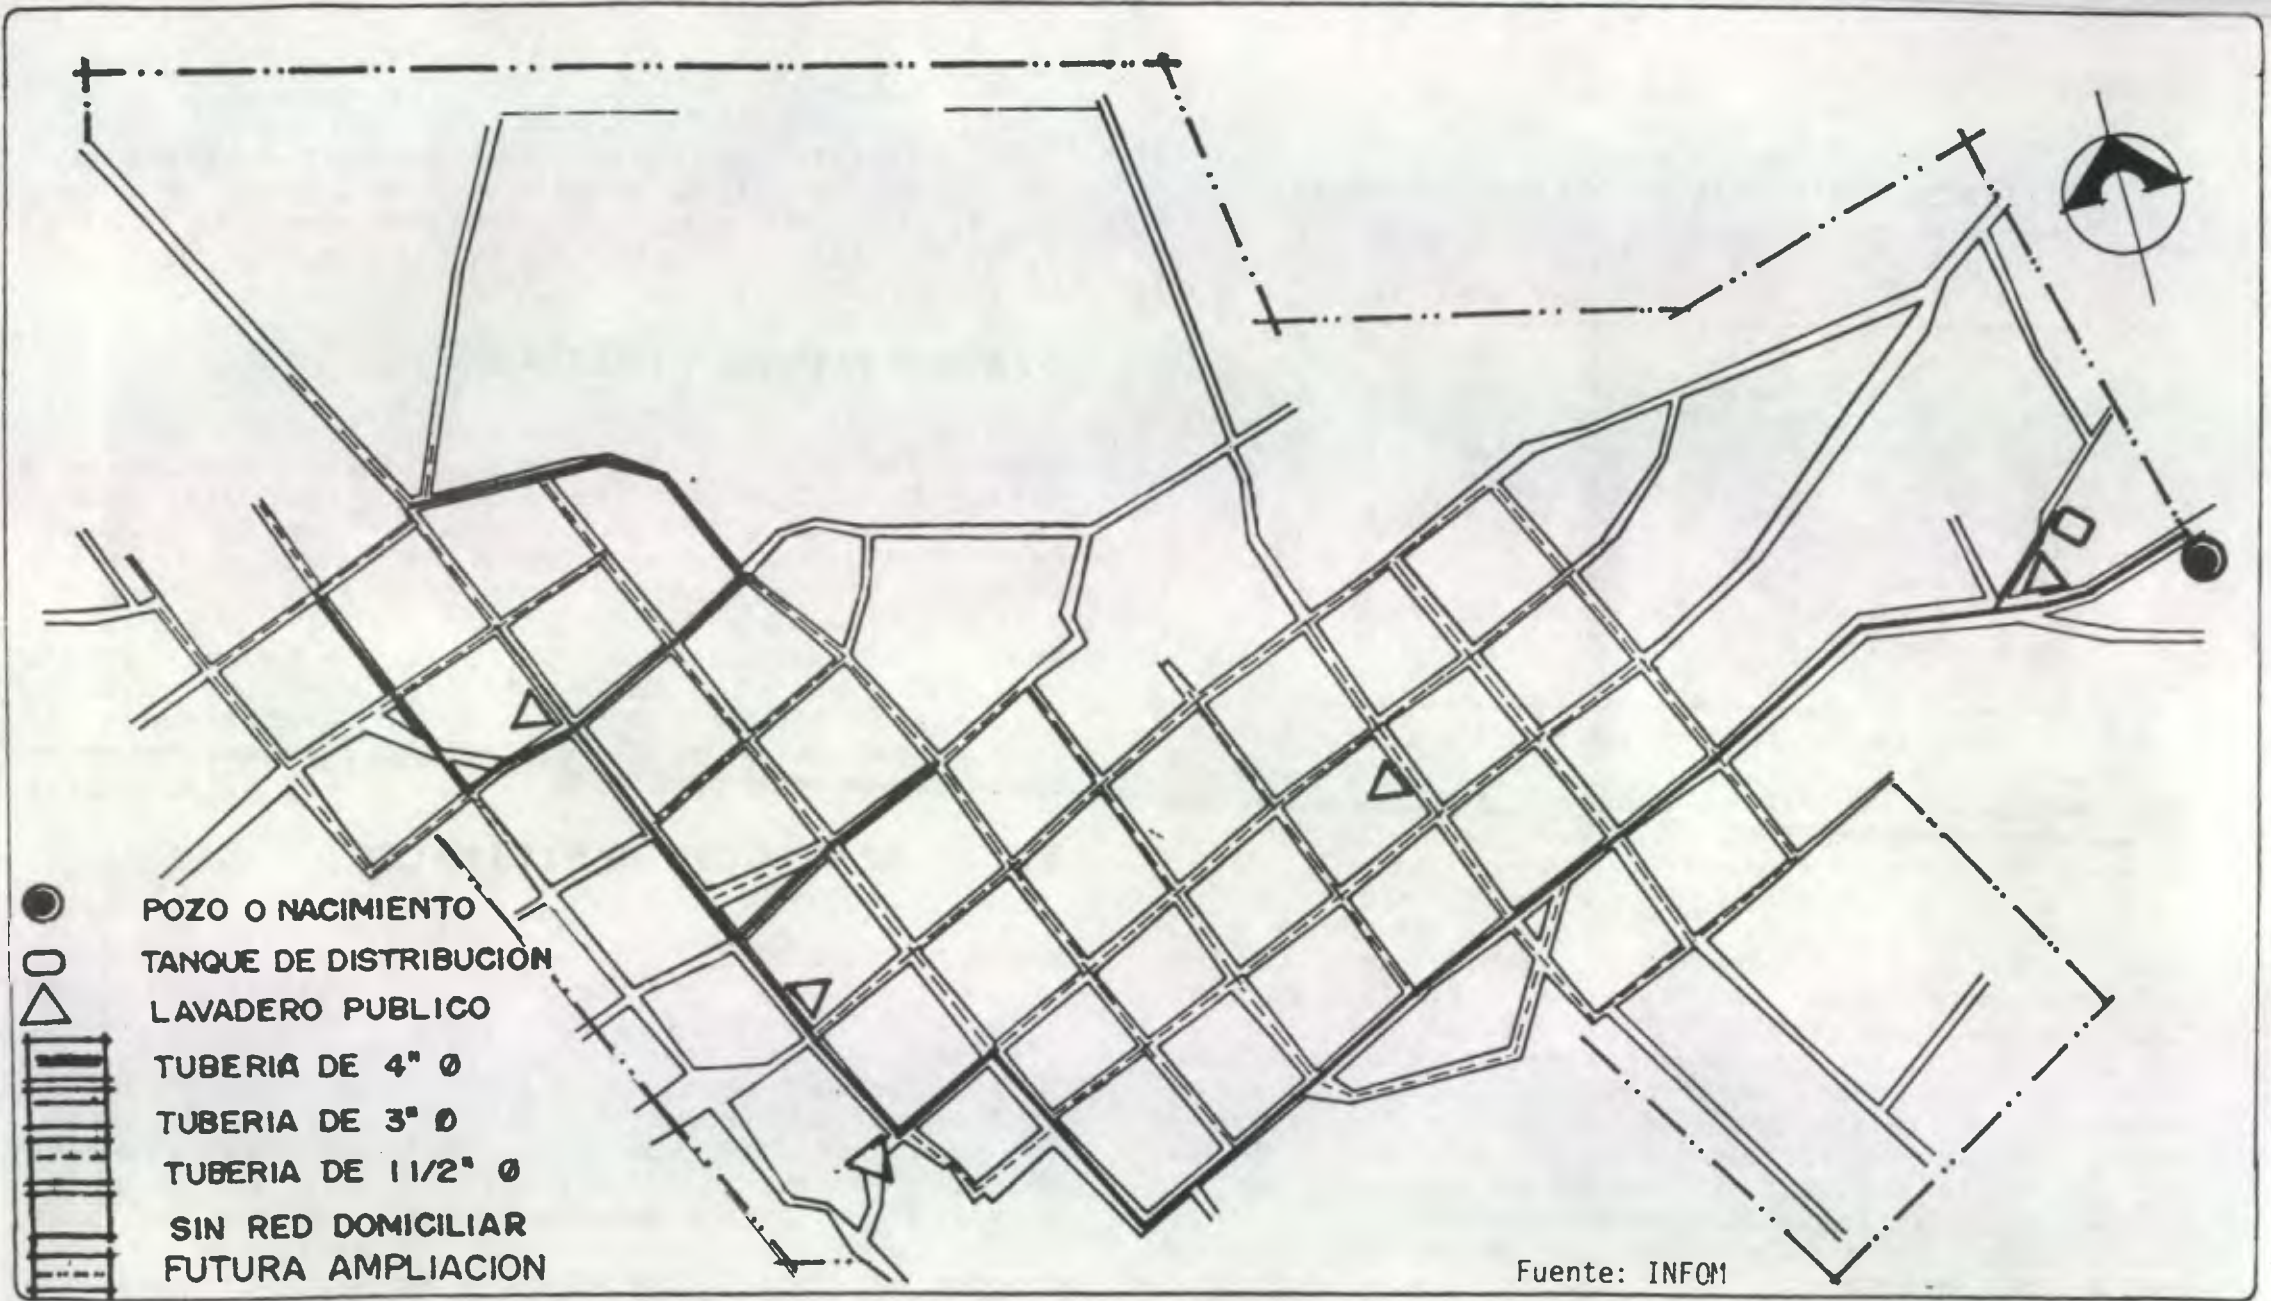 POZO O NACIMIENTO
TANQUE DE DISTRIBUCIÓN
LAVADERO PUBLICO
TUBERIA DE 4" Ø
TUBERIA DE 3" Ø
TUBERIA DE 1 1/2" Ø
SIN RED DOMICILIAR
FUTURA AMPLIACION
Fuente: INFOM